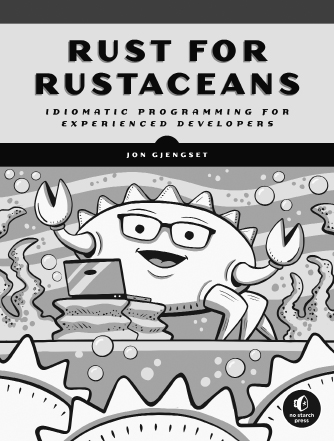 RUST FOR
RUSTACEANS
IDIOMATIC PROGRAMMING FOR
EXPERIENCED DEVELOPERS
JON GJENGSET
no starch
press